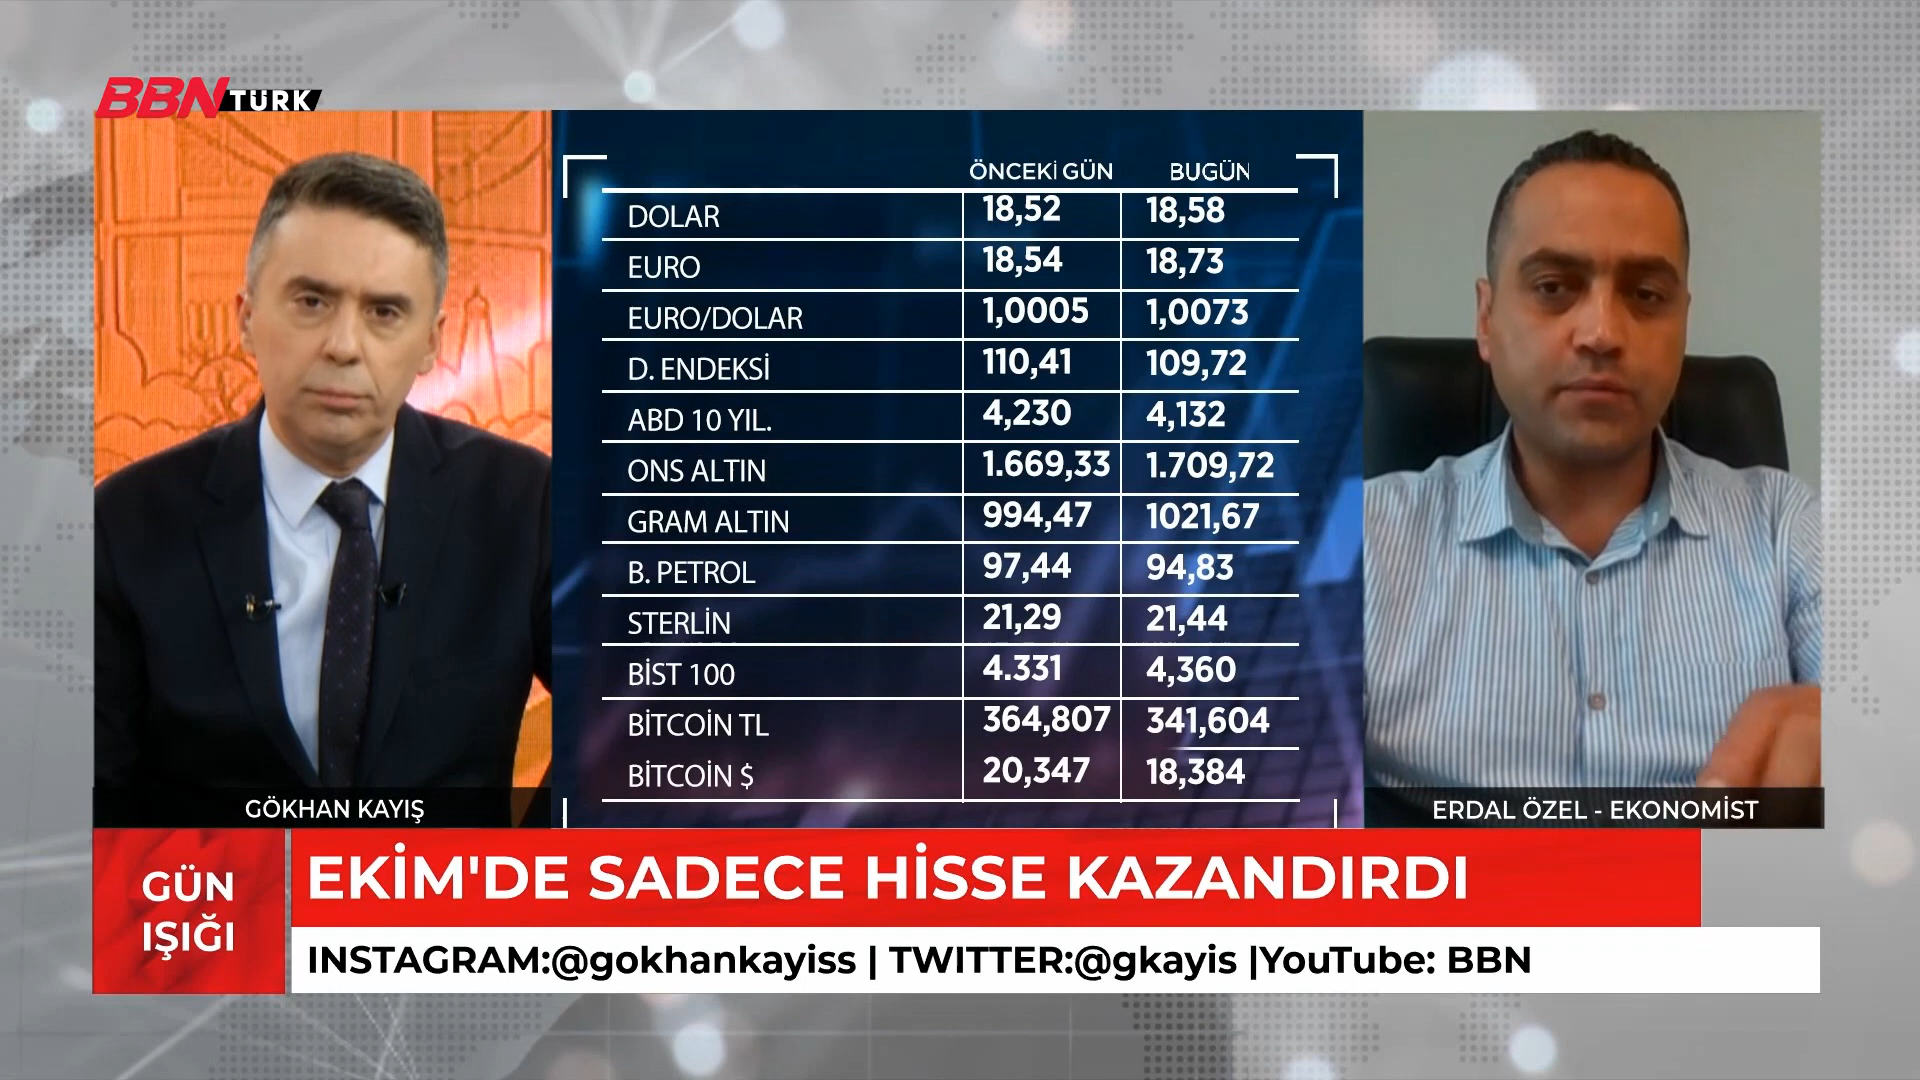 BBN TÜRK
ÖNCEKİ GÜN BUGÜN
DOLAR 18,52 18,58
EURO 18,54 18,73
EURO/DOLAR 1,0005 1,0073
D. ENDEKSİ 110,41 109,72
ABD 10 YIL. 4,230 4,132
ONS ALTIN 1.669,33 1.709,72
GRAM ALTIN 994,47 1021,67
B. PETROL 97,44 94,83
STERLİN 21,29 21,44
BİST 100 4.331 4,360
BİTCOİN TL 364,807 341,604
BİTCOİN $ 20,347 18,384
GÖKHAN KAYIŞ
ERDAL ÖZEL - EKONOMİST
GÜN
IŞIĞI
EKİM'DE SADECE HİSSE KAZANDIRDI
INSTAGRAM:@gokhankayiss | TWITTER:@gkayis |YouTube: BBN